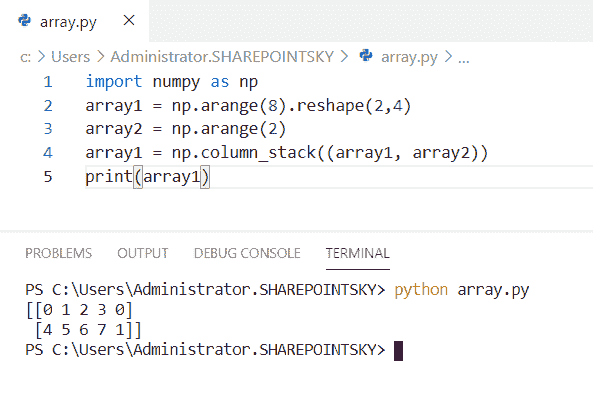 array.py ×
c: > Users > Administrator.SHAREPOINTSKY > array.py > ...
1 import numpy as np
2 array1 = np.arange(8).reshape(2,4)
3 array2 = np.arange(2)
4 array1 = np.column_stack((array1, array2))
5 print(array1)
PROBLEMS OUTPUT DEBUG CONSOLE TERMINAL
PS C:\Users\Administrator.SHAREPOINTSKY> python array.py
[[0 1 2 3 0]
 [4 5 6 7 1]]
PS C:\Users\Administrator.SHAREPOINTSKY>